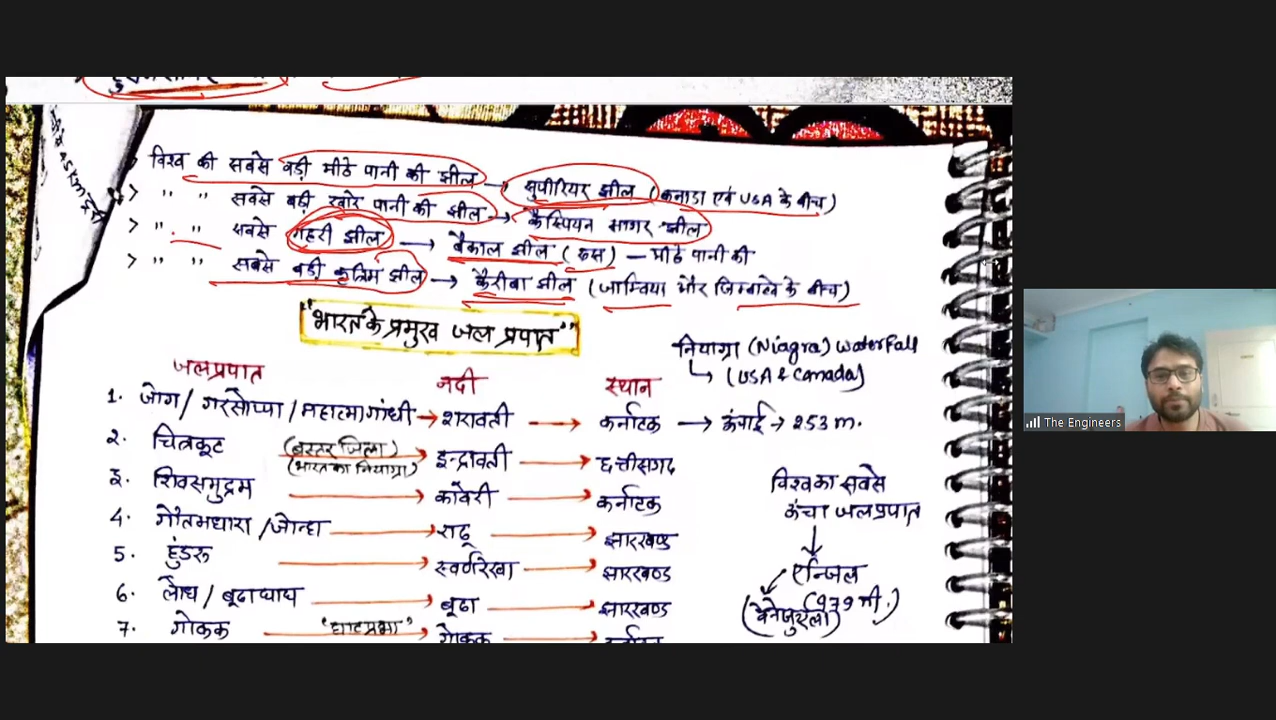 नीचे 45km दूरी
विश्व की सबसे बड़ी मीठे पानी की झील → सुपीरियर झील (कनाडा एवं USA के बीच)
> " " सबसे बड़ी खारे पानी की झील → कैस्पियन सागर झील
> " " सबसे गहरी झील → बैकाल झील (रूस) – मीठे पानी की
> " " सबसे बड़ी कृत्रिम झील → कैरीबा झील (जाम्बिया और जिम्बाब्वे के बीच)
"भारत के प्रमुख जल प्रपात"
नियाग्रा (Niagra) Waterfall
(USA & Canada)
जलप्रपात नदी स्थान
1. जोग / गरसोप्पा / महात्मा गांधी → शरावती → कर्नाटक → ऊंचाई → 253 m.
2. चित्रकूट (बस्तर जिला) (भारत का नियाग्रा) → इन्द्रावती → छत्तीसगढ़
3. शिवसमुद्रम → कावेरी → कर्नाटक
4. गौतमधारा / जोन्हा → राढू → झारखण्ड
5. हुंडरू → स्वर्णरेखा → झारखण्ड
6. लोध / बूढाघाघ → बूढा → झारखण्ड
7. गोकक "घाटप्रभा" → गोकक →
विश्व का सबसे
ऊंचा जलप्रपात
↓
एन्जिल
(979 मी.)
(वेनेजुएला)
The Engineers